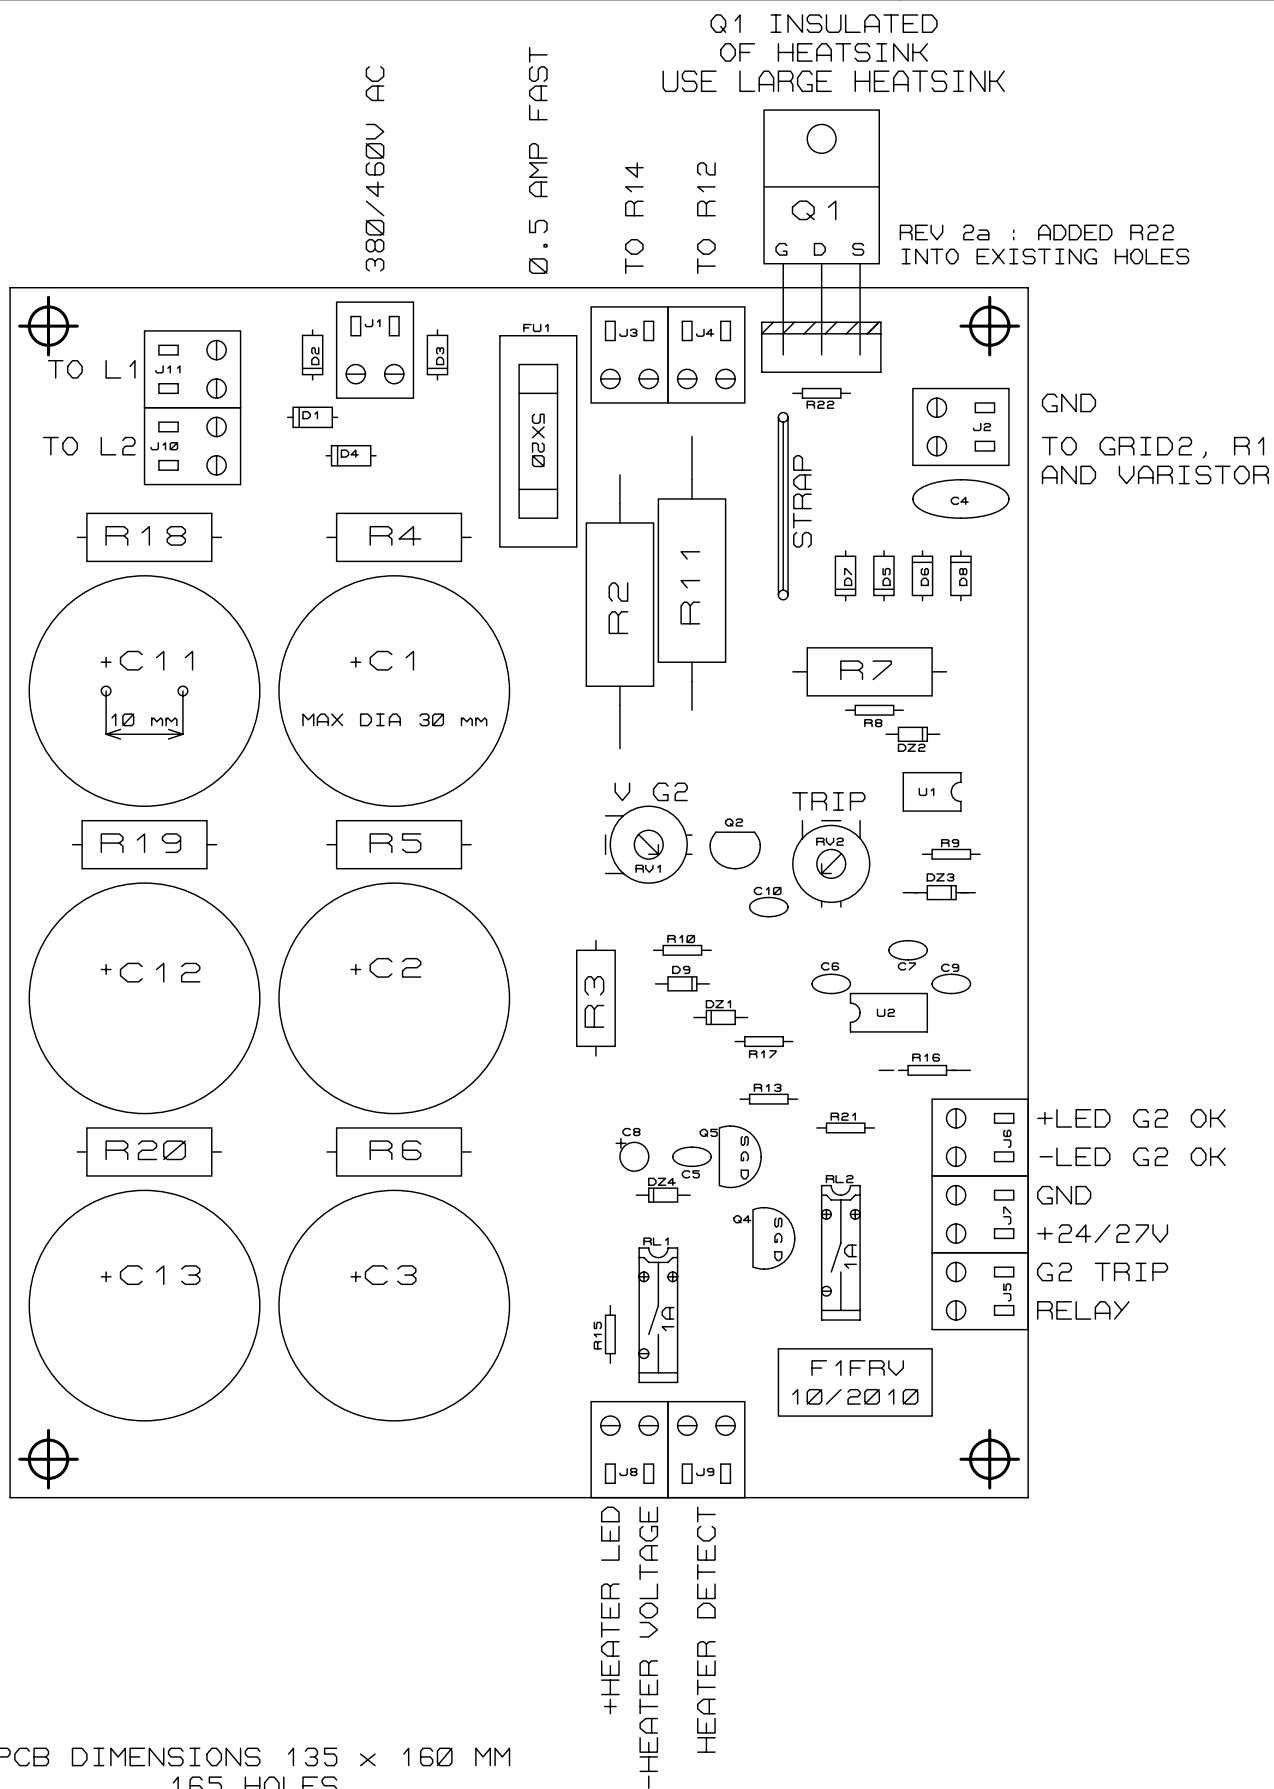 Q1 INSULATED
OF HEATSINK
USE LARGE HEATSINK
380/460V AC
0.5 AMP FAST
TO R14
TO R12
Q1
G D S
REV 2a : ADDED R22
INTO EXISTING HOLES
J1
D2
D3
FU1
J3
J4
TO L1
J11
R22
D1
GND
J2
5X20
TO L2
J10
D4
TO GRID2, R1
AND VARISTOR
STRAP
C4
R18
R4
R2
R11
D7
D5
D6
D8
+C11
+C1
R7
10 MM
MAX DIA 30 MM
R8
DZ2
V G2
TRIP
U1
R19
R5
RV1
Q2
RV2
R9
DZ3
C10
R10
+C12
+C2
D9
C6
C7
C9
R3
DZ1
U2
R17
R16
R13
R20
R6
C8
+
Q5
S G D
R21
J6
+LED G2 OK
-LED G2 OK
C5
DZ4
RL2
GND
J7
+24/27V
Q4
S G D
RL1
1A
+C13
+C3
G2 TRIP
J5
RELAY
1A
R15
F1FRV
10/2010
J8
J9
+HEATER LED
-HEATER VOLTAGE
HEATER DETECT
PCB DIMENSIONS 135 x 160 MM
165 HOLES